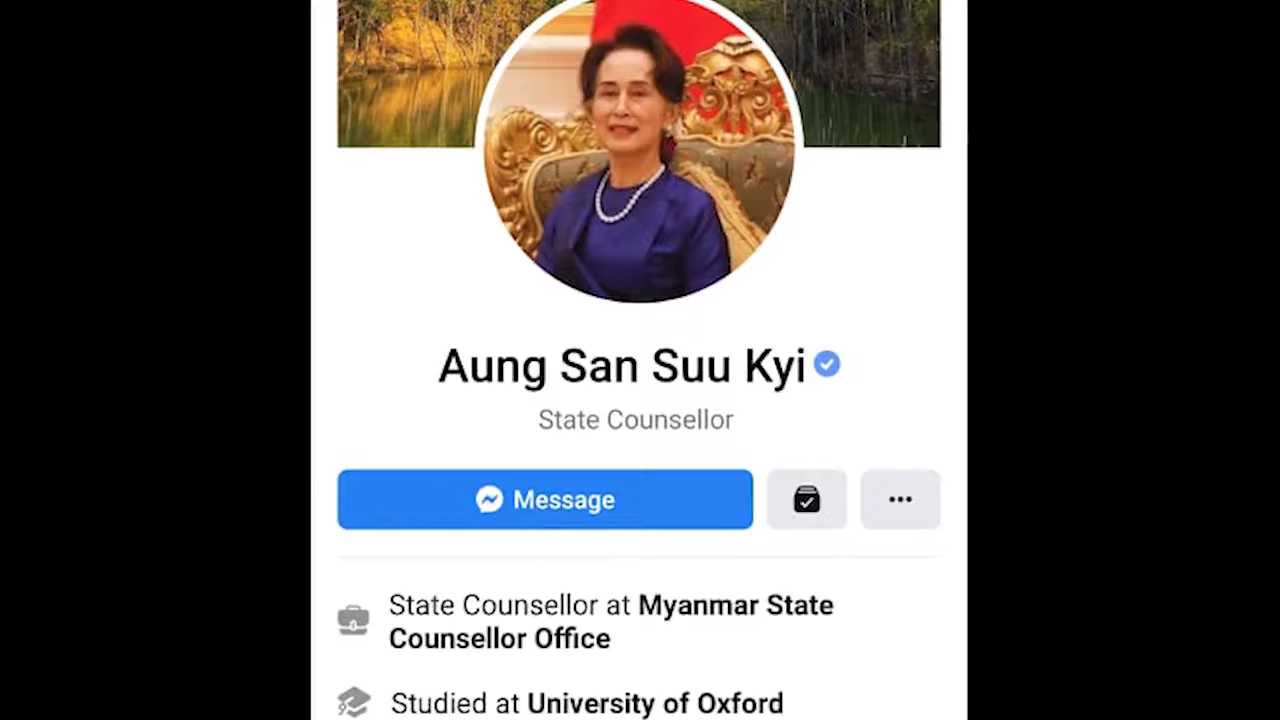 Aung San Suu Kyi
State Counsellor
Message
State Counsellor at Myanmar State
Counsellor Office
Studied at University of Oxford